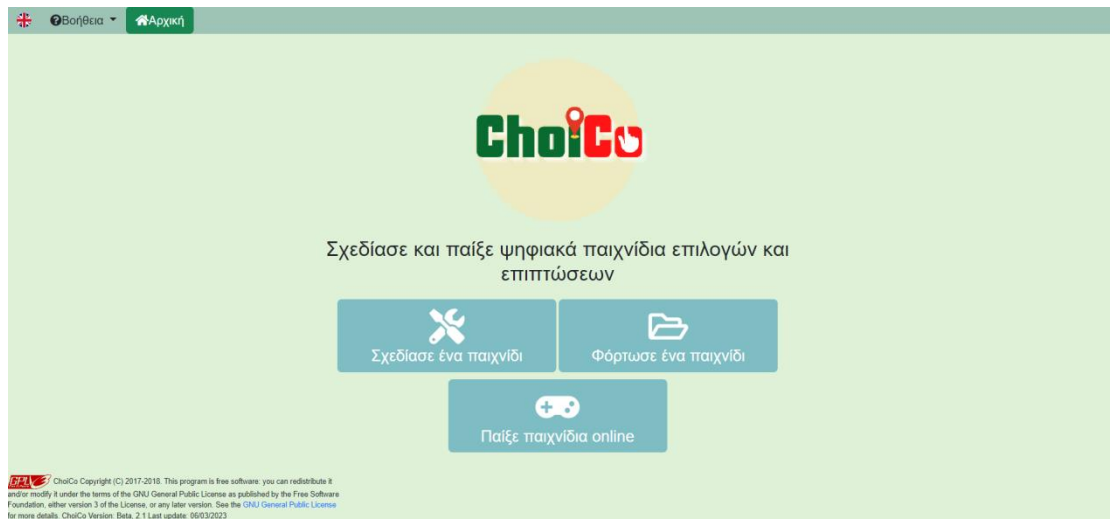 Βοήθεια
Αρχική
ChoiCo
Σχεδίασε και παίξε ψηφιακά παιχνίδια επιλογών και
επιπτώσεων
Σχεδίασε ένα παιχνίδι
Φόρτωσε ένα παιχνίδι
Παίξε παιχνίδια online
GPLv3 ChoiCo Copyright (C) 2017-2018. This program is free software: you can redistribute it
and/or modify it under the terms of the GNU General Public License as published by the Free Software
Foundation, either version 3 of the License, or any later version. See the GNU General Public License
for more details. ChoiCo Version: Beta. 2.1 Last update: 06/03/2023